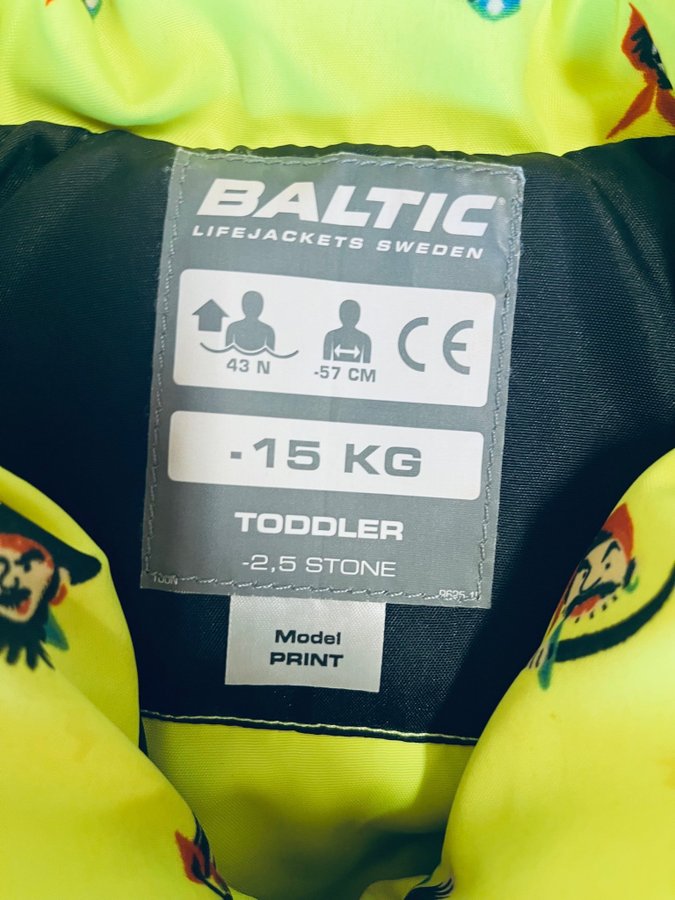 BALTIC®
LIFEJACKETS SWEDEN
43 N
-57 CM
CE
-15 KG
TODDLER
-2,5 STONE
Model
PRINT